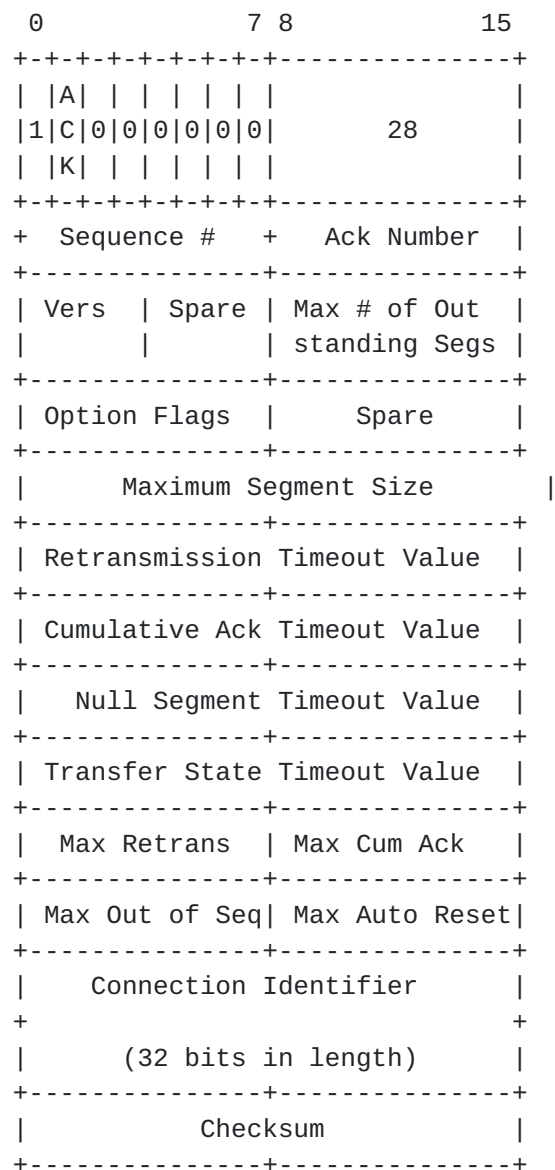 0             7 8            15
+-+-+-+-+-+-+-+-+---------------+
| |A| | | | | | |               |
|1|C|0|0|0|0|0|0|       28      |
| |K| | | | | | |               |
+-+-+-+-+-+-+-+-+---------------+
+  Sequence #   +   Ack Number  |
+---------------+---------------+
| Vers  | Spare | Max # of Out  |
|       |       | standing Segs |
+---------------+---------------+
| Option Flags  |     Spare     |
+---------------+---------------+
|      Maximum Segment Size       |
+---------------+---------------+
| Retransmission Timeout Value  |
+---------------+---------------+
| Cumulative Ack Timeout Value  |
+---------------+---------------+
|   Null Segment Timeout Value  |
+---------------+---------------+
| Transfer State Timeout Value  |
+---------------+---------------+
|  Max Retrans  | Max Cum Ack   |
+---------------+---------------+
| Max Out of Seq| Max Auto Reset|
+---------------+---------------+
|    Connection Identifier      |
+                               +
|      (32 bits in length)      |
+---------------+---------------+
|           Checksum            |
+---------------+---------------+